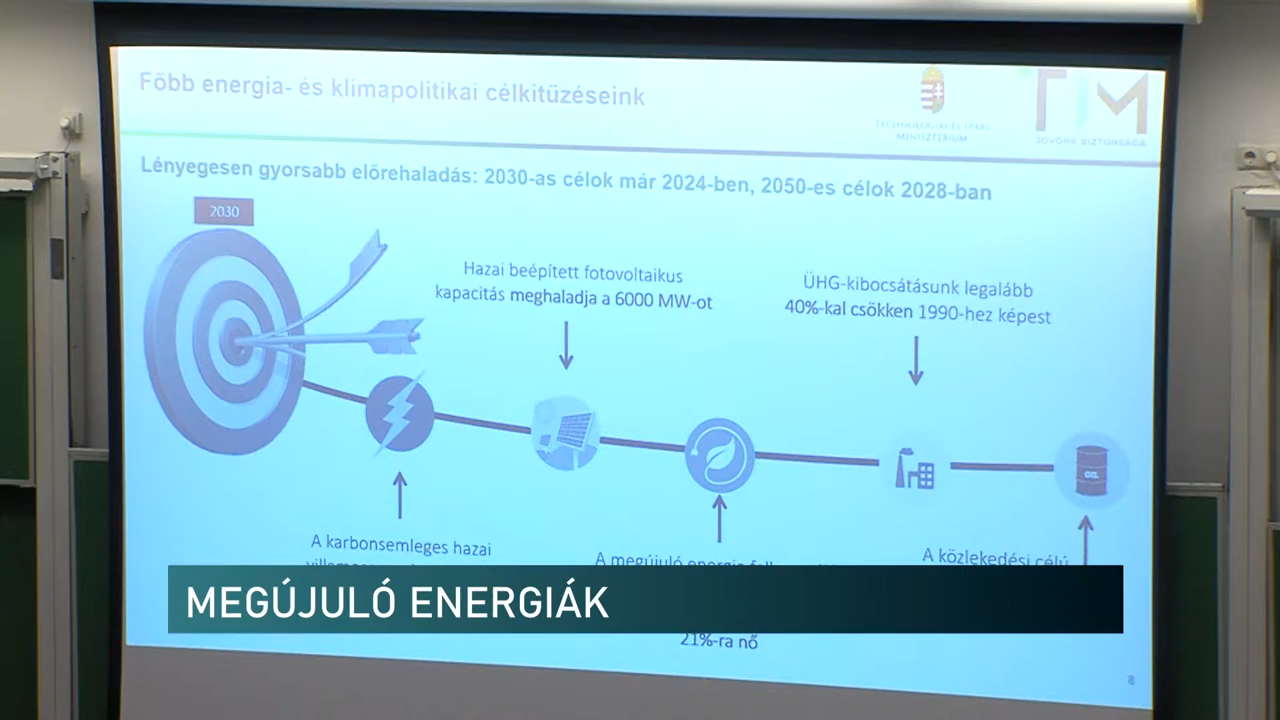 Főbb energia- és klímapolitikai célkitűzéseink
TECHNOLÓGIAI ÉS IPARI
MINISZTÉRIUM
TIM
JÖVŐNK BIZTONSÁGA
Lényegesen gyorsabb előrehaladás: 2030-as célok már 2024-ben, 2050-es célok 2028-ban
2030
Hazai beépített fotovoltaikus
kapacitás meghaladja a 6000 MW-ot
ÜHG-kibocsátásunk legalább
40%-kal csökken 1990-hez képest
OIL
A karbonsemleges hazai
A megújuló energia
A közlekedési célú
MEGÚJULÓ ENERGIÁK
21%-ra nő
8